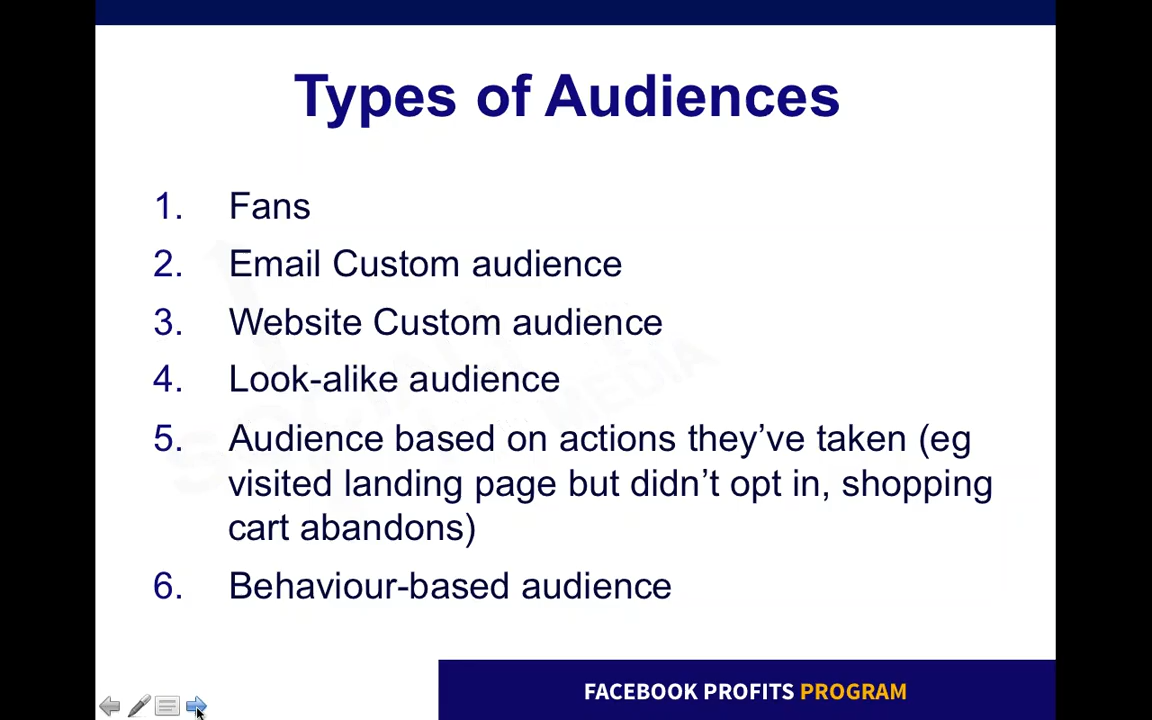 Types of Audiences
1. Fans
2. Email Custom audience
3. Website Custom audience
4. Look-alike audience
5. Audience based on actions they’ve taken (eg
visited landing page but didn’t opt in, shopping
cart abandons)
6. Behaviour-based audience
SOCIAL
MEDIA
FACEBOOK PROFITS PROGRAM